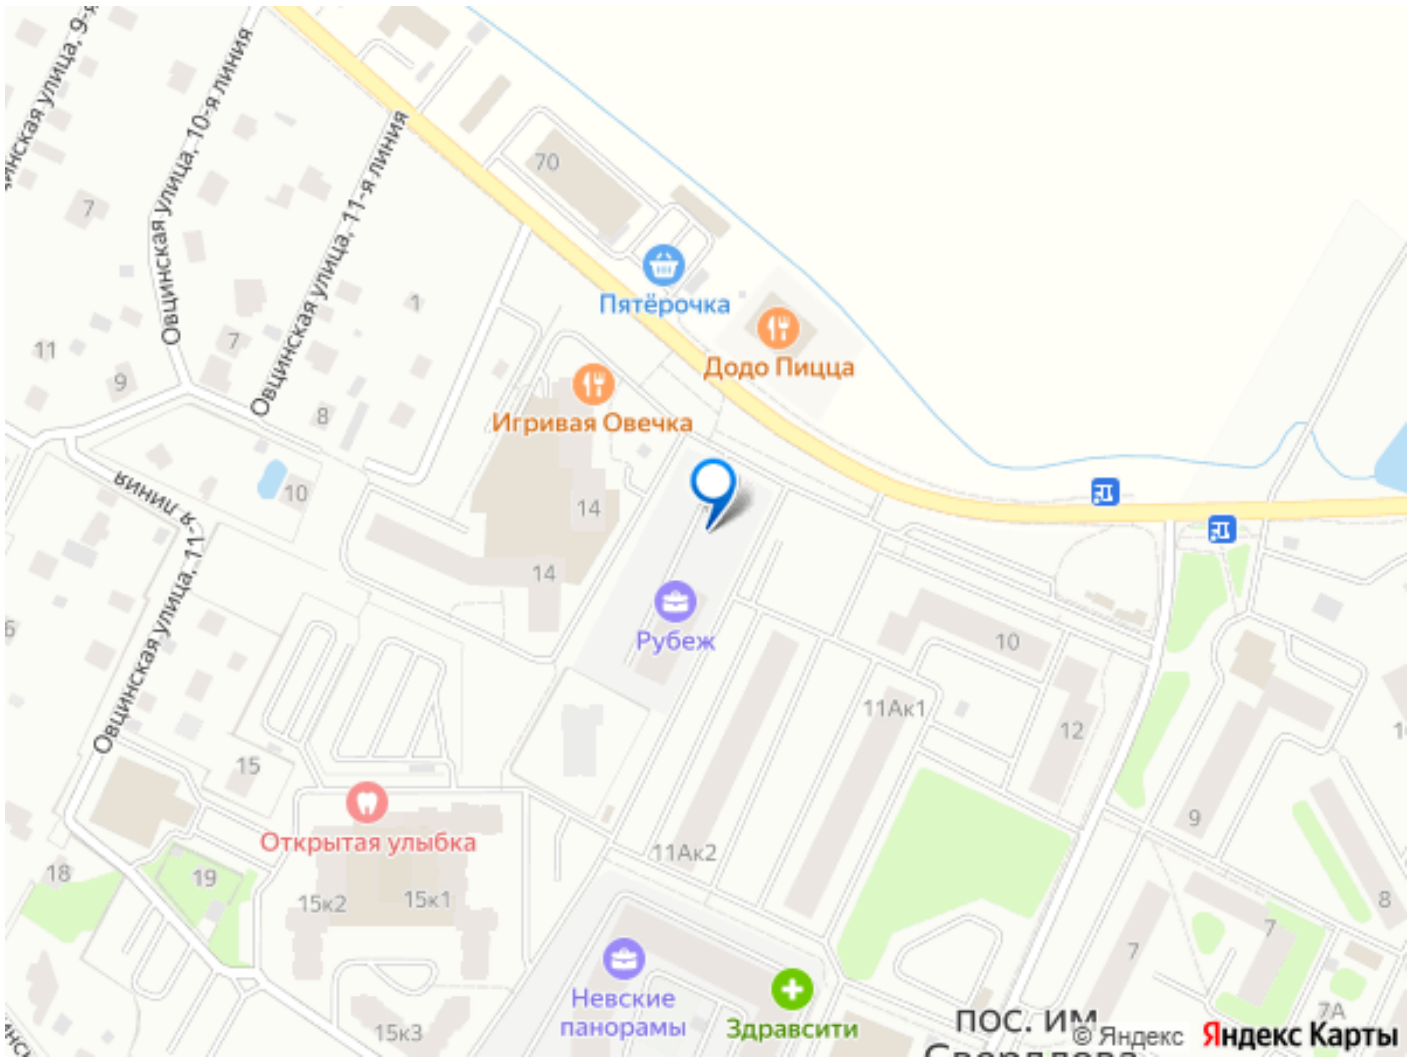 Овцинская улица, 10-я линия
Овцинская улица, 11-я линия
70
7
Пятёрочка
1
Додо Пицца
11
7
9
8
Игривая Овечка
10
14
я линия
14
Овцинская улица, 11-
Рубеж
10
11Ак1
12
15
9
Открытая улыбка
11Ак2
18
19
15к2
15к1
8
7
7
Невские
панорамы
Здравсити
15к3
7А
пос. им.
Свердлова
© Яндекс Яндекс Карты